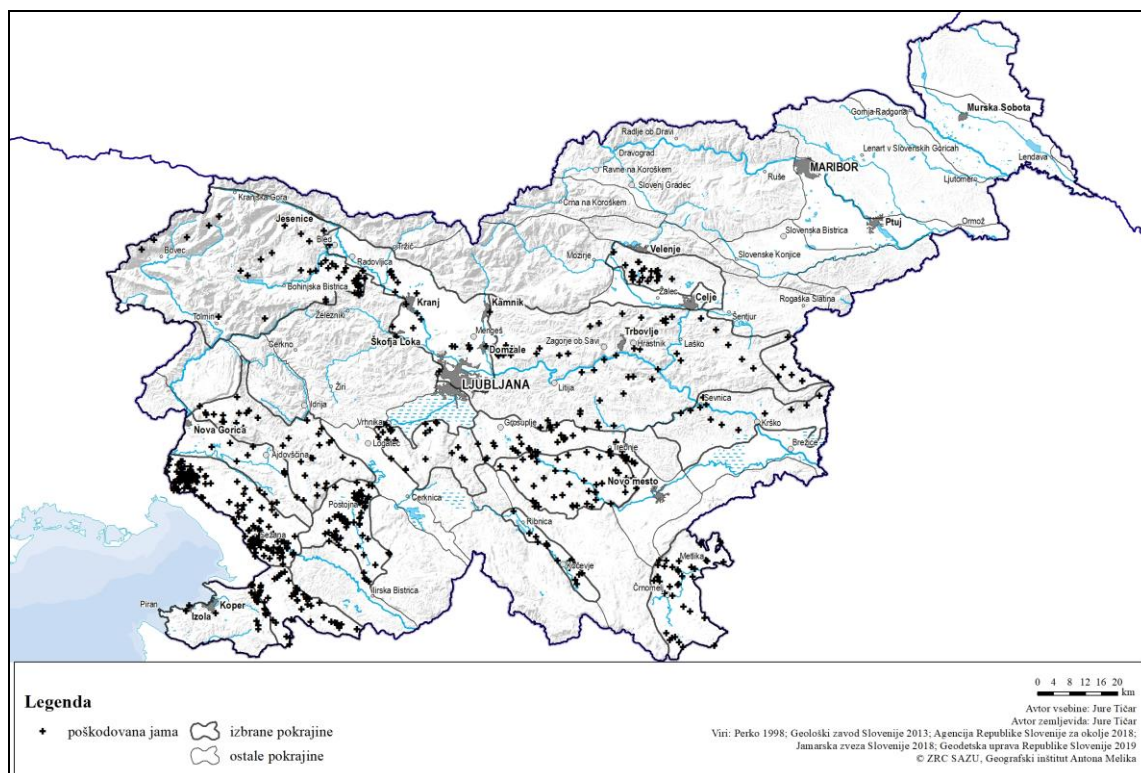 Murska Sobota
Gornja Radgona
Radlje ob Dravi
Dravograd
Lenart v Slovenskih Goricah
Lendava
MARIBOR
Ravne na Koroškem
Ruše
Ljutomer
Slovenj Gradec
Kranjska Gora
Črna na Koroškem
Jesenice
Ptuj
Ormož
Bled
Slovenska Bistrica
Tržič
Velenje
Bovec
Mozirje
Radovljica
Slovenske Konjice
Bohinjska Bistrica
Žalec
Kranj
Kamnik
Celje
Rogaška Slatina
Železniki
Šentjur
Tolmin
Mengeš
Trbovlje
Škofja Loka
Zagorje ob Savi
Hrastnik
Laško
Cerkno
Domžale
LJUBLJANA
Žiri
Litija
Idrija
Sevnica
Vrhnika
Krško
Grosuplje
Nova Gorica
Logatec
Trebnje
Brežice
Ajdovščina
Novo mesto
Cerknica
Postojna
Ribnica
Sežana
Metlika
Kočevje
Ilirska Bistrica
Črnomelj
Piran
Koper
Izola
Legenda
poškodovana jama
izbrane pokrajine
ostale pokrajine
0 4 8 12 16 20
km
Avtor vsebine: Jure Tičar
Avtor zemljevida: Jure Tičar
Viri: Perko 1998; Geološki zavod Slovenije 2013; Agencija Republike Slovenije za okolje 2018;
Jamarska zveza Slovenije 2018; Geodetska uprava Republike Slovenije 2019
© ZRC SAZU, Geografski inštitut Antona Melika